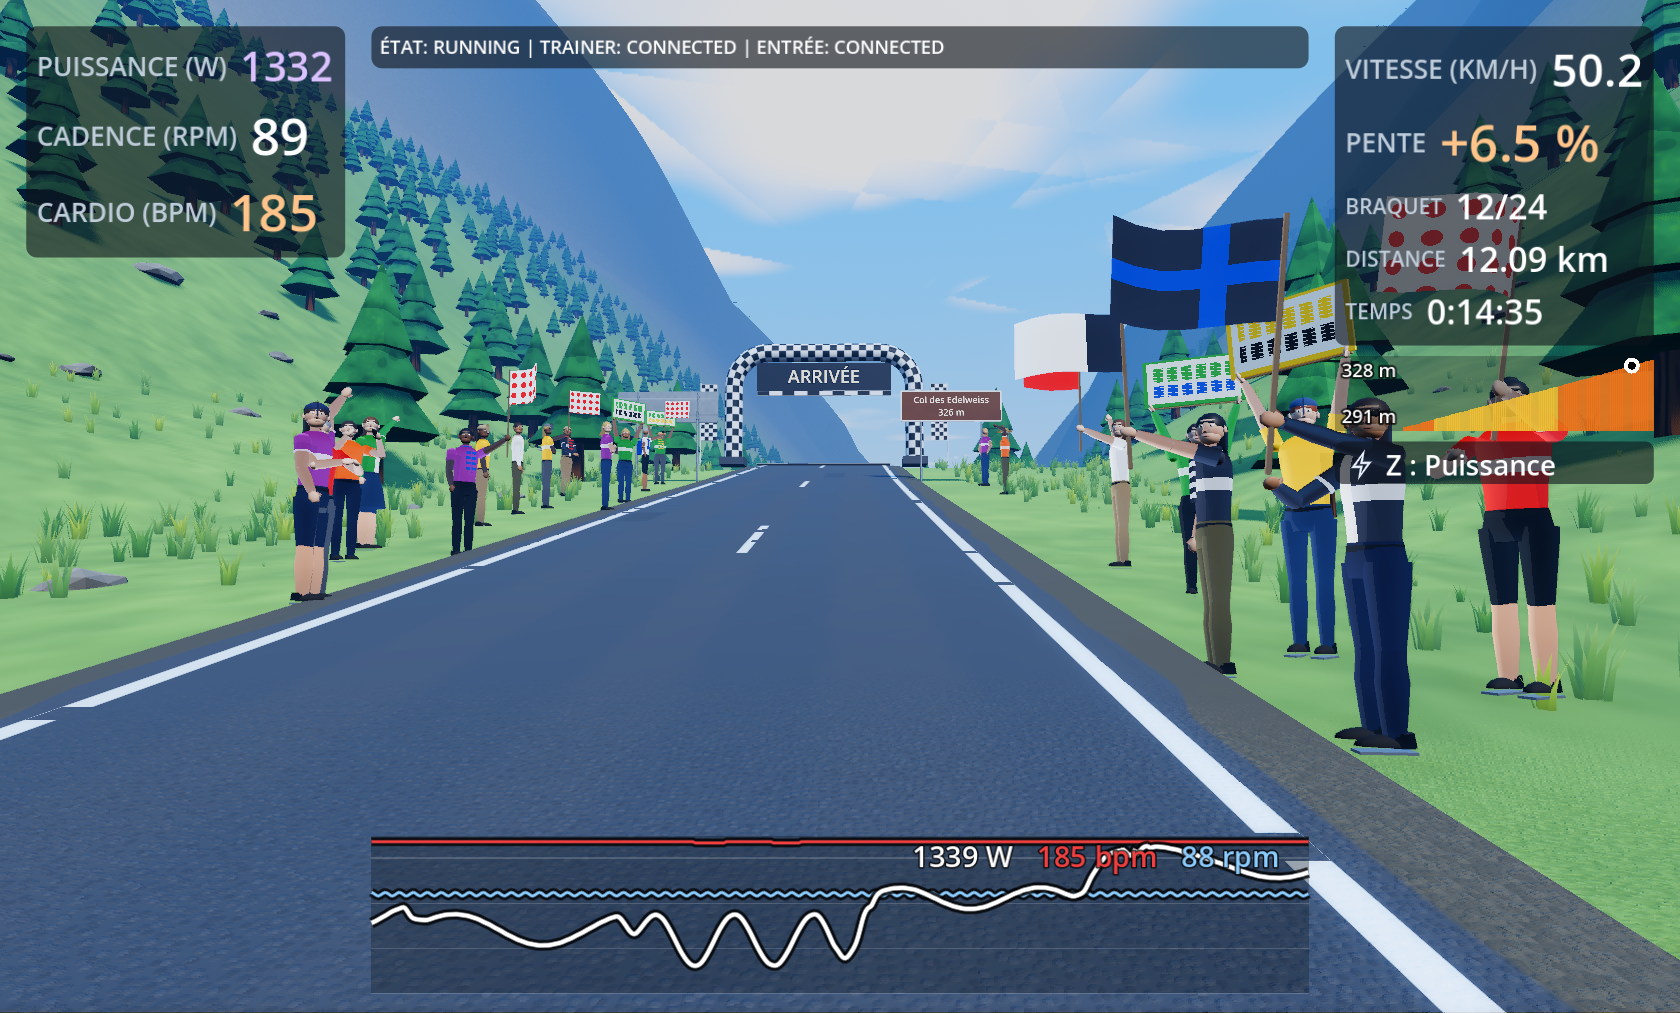 PUISSANCE (W) 1332
CADENCE (RPM) 89
CARDIO (BPM) 185
ÉTAT: RUNNING | TRAINER: CONNECTED | ENTRÉE: CONNECTED
VITESSE (KM/H) 50.2
PENTE +6.5 %
BRAQUET 12/24
DISTANCE 12.09 km
TEMPS 0:14:35
328 m
291 m
Z : Puissance
ARRIVÉE
Col des Edelweiss
326 m
1339 W 185 bpm 88 rpm